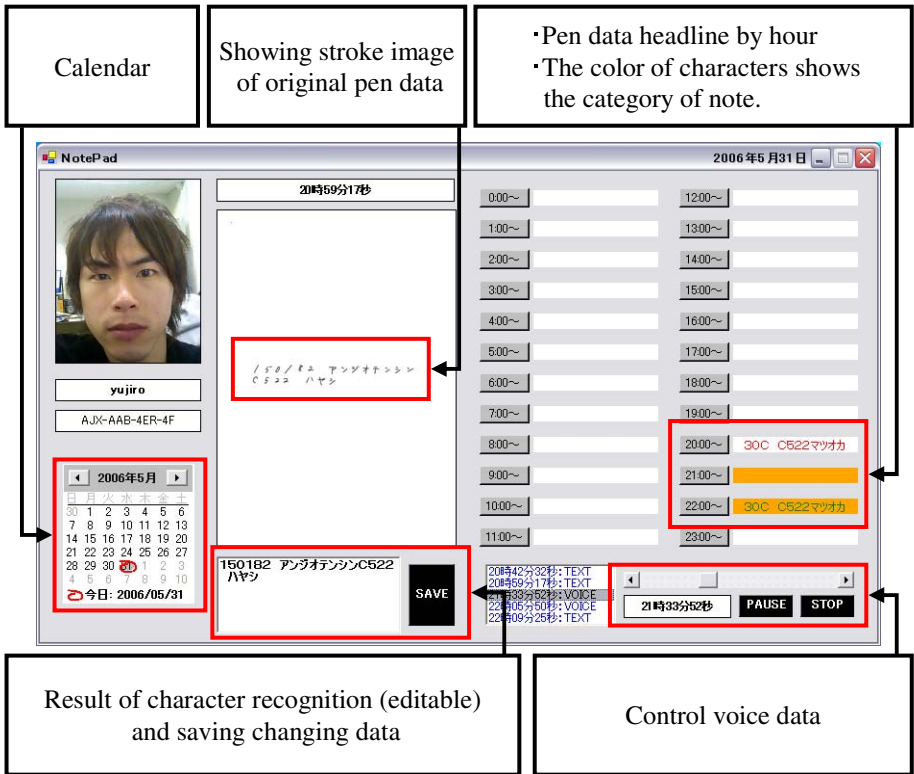 Calendar
Showing stroke image
of original pen data
・Pen data headline by hour
・The color of characters shows
the category of note.
NotePad
2006年5月31日
20時59分17秒
yujiro
AJX-AAB-4ER-4F
150182 アンジオテンシン
C522 ハヤシ
2006年5月
日 月 火 水 木 金 土
30 1 2 3 4 5 6
7 8 9 10 11 12 13
14 15 16 17 18 19 20
21 22 23 24 25 26 27
28 29 30 31 1 2 3
4 5 6 7 8 9 10
今日: 2006/05/31
150182 アンジオテンシンC522
ハヤシ
SAVE
0:00～
1:00～
2:00～
3:00～
4:00～
5:00～
6:00～
7:00～
8:00～
9:00～
10:00～
11:00～
12:00～
13:00～
14:00～
15:00～
16:00～
17:00～
18:00～
19:00～
20:00～ 30C C522マツオカ
21:00～
22:00～ 30C C522マツオカ
23:00～
20時42分32秒:TEXT
20時59分17秒:TEXT
21時33分52秒:VOICE
22時05分50秒:VOICE
22時09分25秒:TEXT
21時33分52秒
PAUSE
STOP
Result of character recognition (editable)
and saving changing data
Control voice data